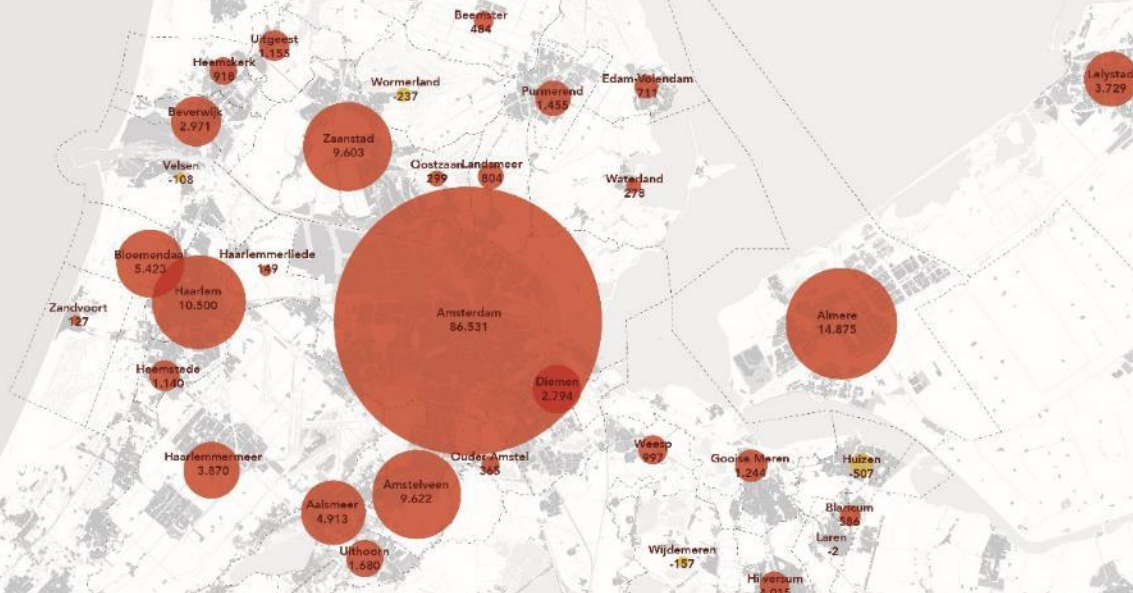 Beemster
484
Uitgeest
1.155
Heemskerk
918
Wormerland
-237
Purmerend
1.455
Edam-Volendam
711
Lelystad
3.729
Beverwijk
2.971
Zaanstad
9.603
Velsen
-108
Oostzaan
299
Landsmeer
804
Waterland
278
Bloemendaal
5.423
Haarlemmerliede
149
Haarlem
10.500
Zandvoort
127
Amsterdam
86.531
Almere
14.875
Heemstede
1.140
Diemen
2.794
Haarlemmermeer
3.870
Ouder-Amstel
365
Weesp
997
Gooise Meren
1.244
Huizen
-507
Amstelveen
9.622
Aalsmeer
4.913
Blaricum
586
Laren
-2
Uithoorn
1.680
Wijdemeren
-157
Hilversum